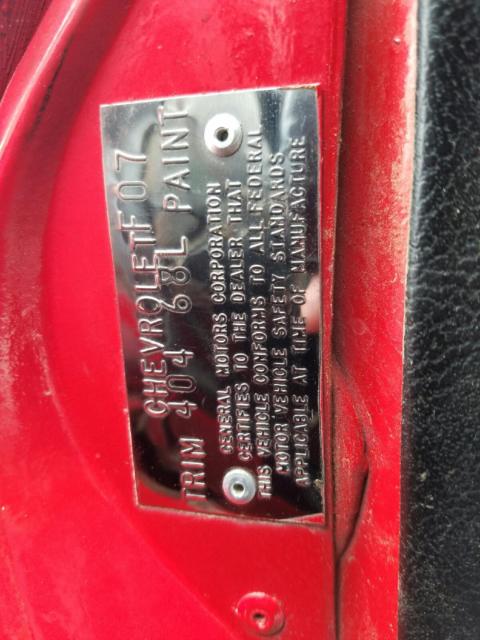 CHEVROLET F07
TRIM 404 68L PAINT
GENERAL MOTORS CORPORATION
CERTIFIES TO THE DEALER THAT
THIS VEHICLE CONFORMS TO ALL FEDERAL
MOTOR VEHICLE SAFETY STANDARDS
APPLICABLE AT TIME OF MANUFACTURE